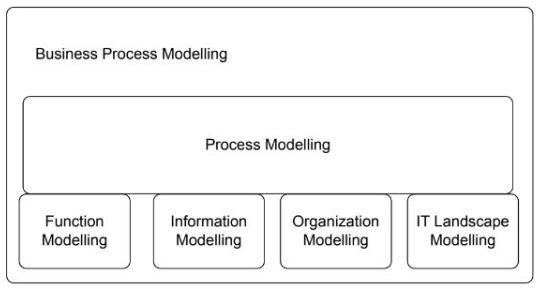 Business Process Modelling
Process Modelling
Function
Modelling
Information
Modelling
Organization
Modelling
IT Landscape
Modelling